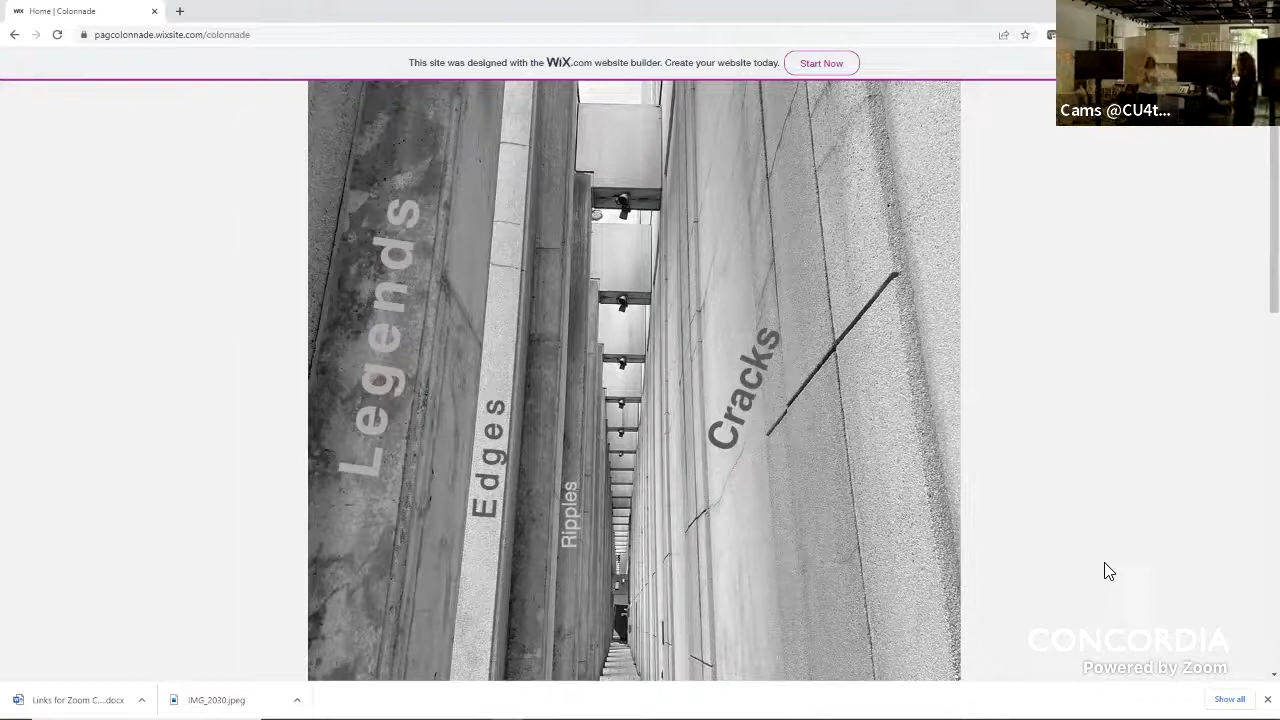 WIX
Home | Colonnade
pagcolonnade.wixsite.com/colonnade
This site was designed with the WiX.com website builder. Create your website today.
Start Now
Cams @CU4t...
Legends
Edges
Ripples
Cracks
CONCORDIA
Powered by Zoom
Links for Zoom C....docx
IMG_2030.jpeg
Show all